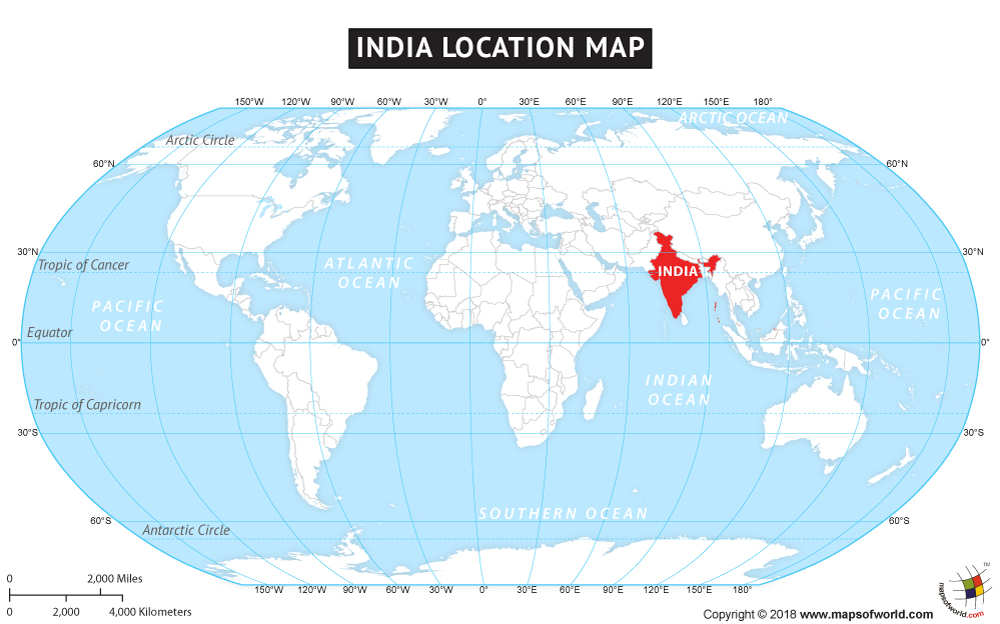 INDIA LOCATION MAP
150°W 120°W 90°W 60°W 30°W 0° 30°E 60°E 90°E 120°E 150°E 180°
ARCTIC OCEAN
Arctic Circle
60°N 60°N
30°N 30°N
Tropic of Cancer
ATLANTIC
OCEAN
INDIA
PACIFIC
OCEAN
PACIFIC
OCEAN
Equator
0° 0°
INDIAN
OCEAN
Tropic of Capricorn
30°S 30°S
SOUTHERN OCEAN
60°S 60°S
Antarctic Circle
150°W 120°W 90°W 60°W 30°W 0° 30°E 60°E 90°E 120°E 150°E 180°
0 2,000 Miles
0 2,000 4,000 Kilometers
Copyright © 2018 www.mapsofworld.com
mapsofworld.com
TM